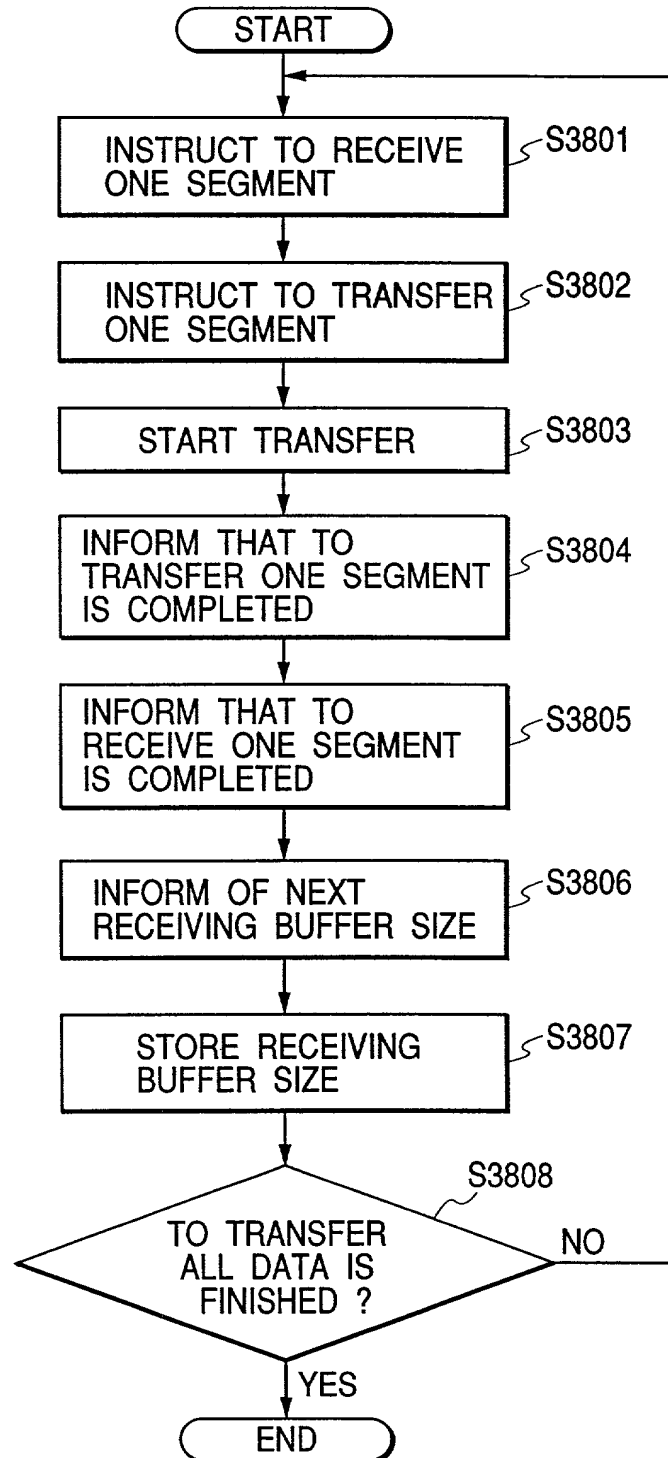 START
INSTRUCT TO RECEIVE
ONE SEGMENT
S3801
INSTRUCT TO TRANSFER
ONE SEGMENT
S3802
START TRANSFER
S3803
INFORM THAT TO
TRANSFER ONE SEGMENT
IS COMPLETED
S3804
INFORM THAT TO
RECEIVE ONE SEGMENT
IS COMPLETED
S3805
INFORM OF NEXT
RECEIVING BUFFER SIZE
S3806
STORE RECEIVING
BUFFER SIZE
S3807
S3808
TO TRANSFER
ALL DATA IS
FINISHED ?
NO
YES
END